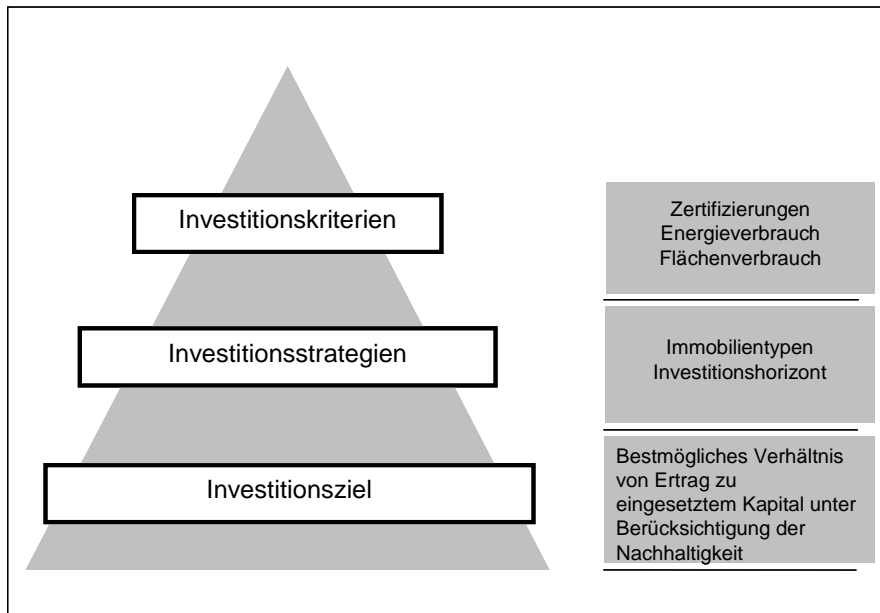 Investitionskriterien
Zertifizierungen
Energieverbrauch
Flächenverbrauch
Investitionsstrategien
Immobilientypen
Investitionshorizont
Investitionsziel
Bestmögliches Verhältnis
von Ertrag zu
eingesetztem Kapital unter
Berücksichtigung der
Nachhaltigkeit